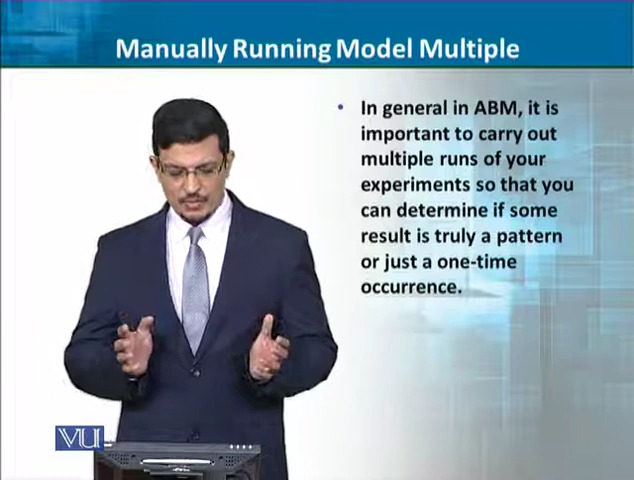 Manually Running Model Multiple
• In general in ABM, it is
important to carry out
multiple runs of your
experiments so that you
can determine if some
result is truly a pattern
or just a one-time
occurrence.
VU